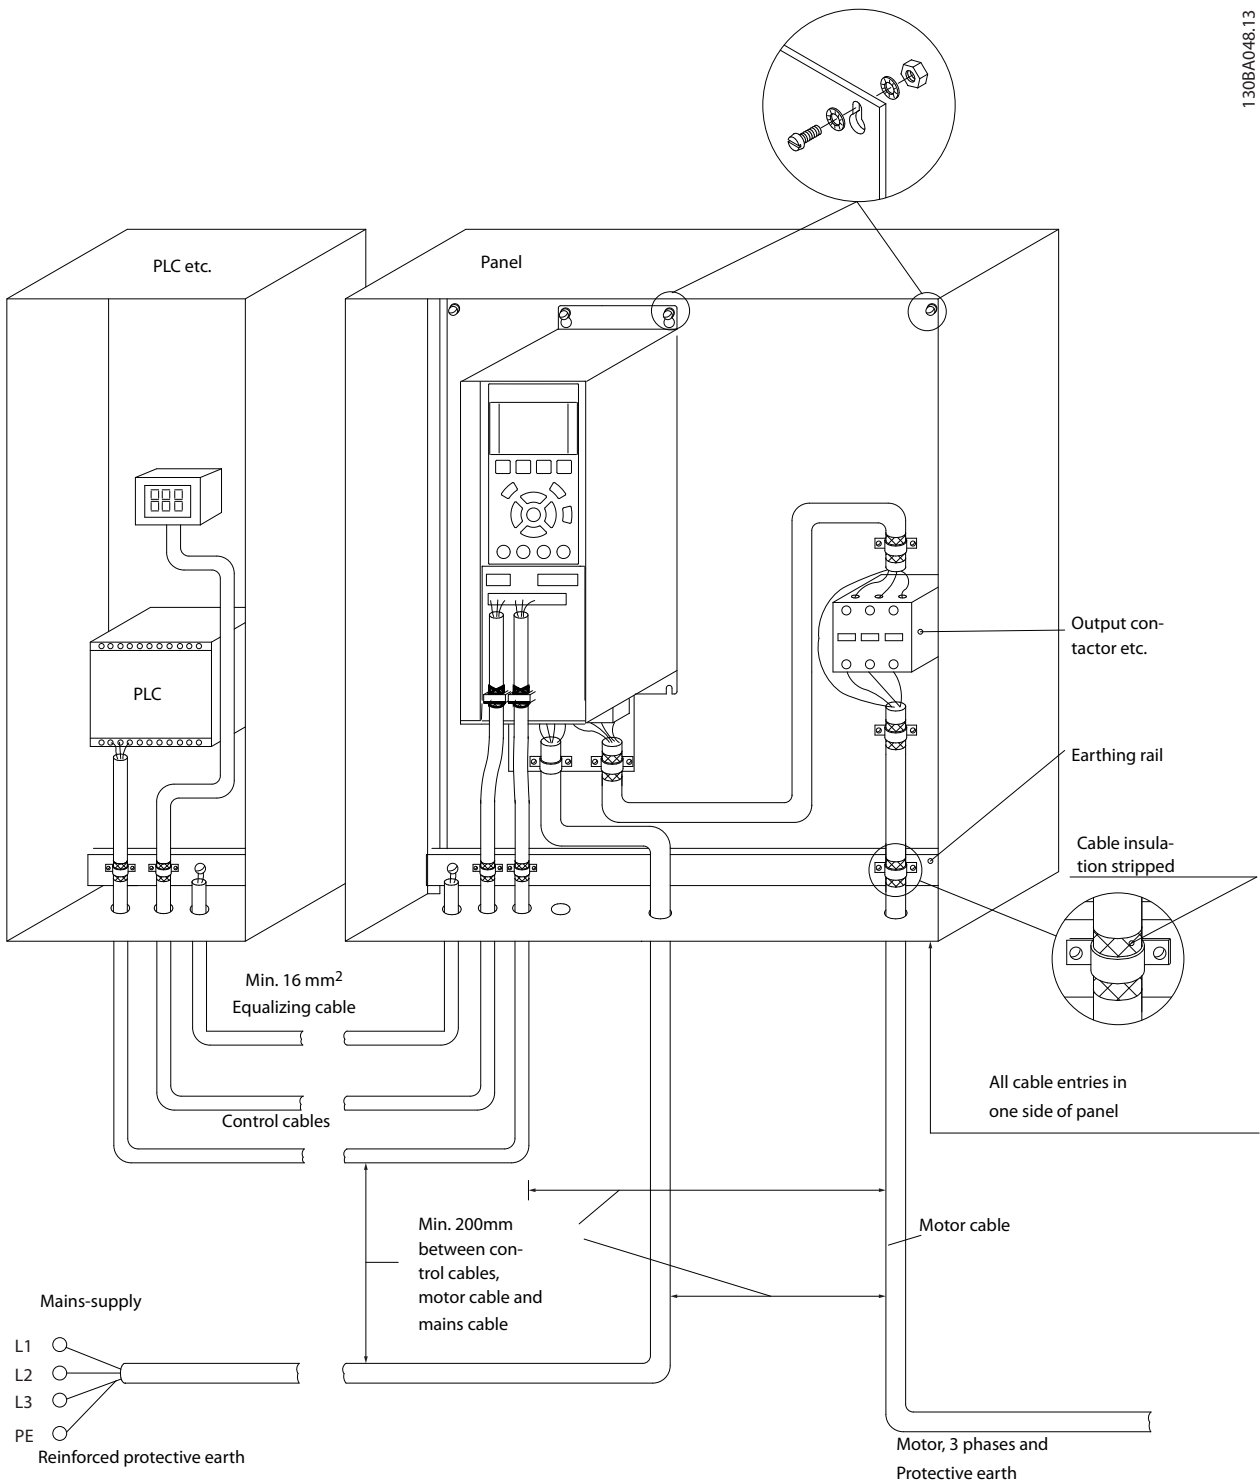 130BA048.13
PLC etc.
Panel
PLC
Output con-
tactor etc.
Earthing rail
Cable insula-
tion stripped
Min. 16 mm²
Equalizing cable
All cable entries in
one side of panel
Control cables
Min. 200mm
between con-
trol cables,
motor cable and
mains cable
Motor cable
Mains-supply
L1
L2
L3
PE
Reinforced protective earth
Motor, 3 phases and
Protective earth